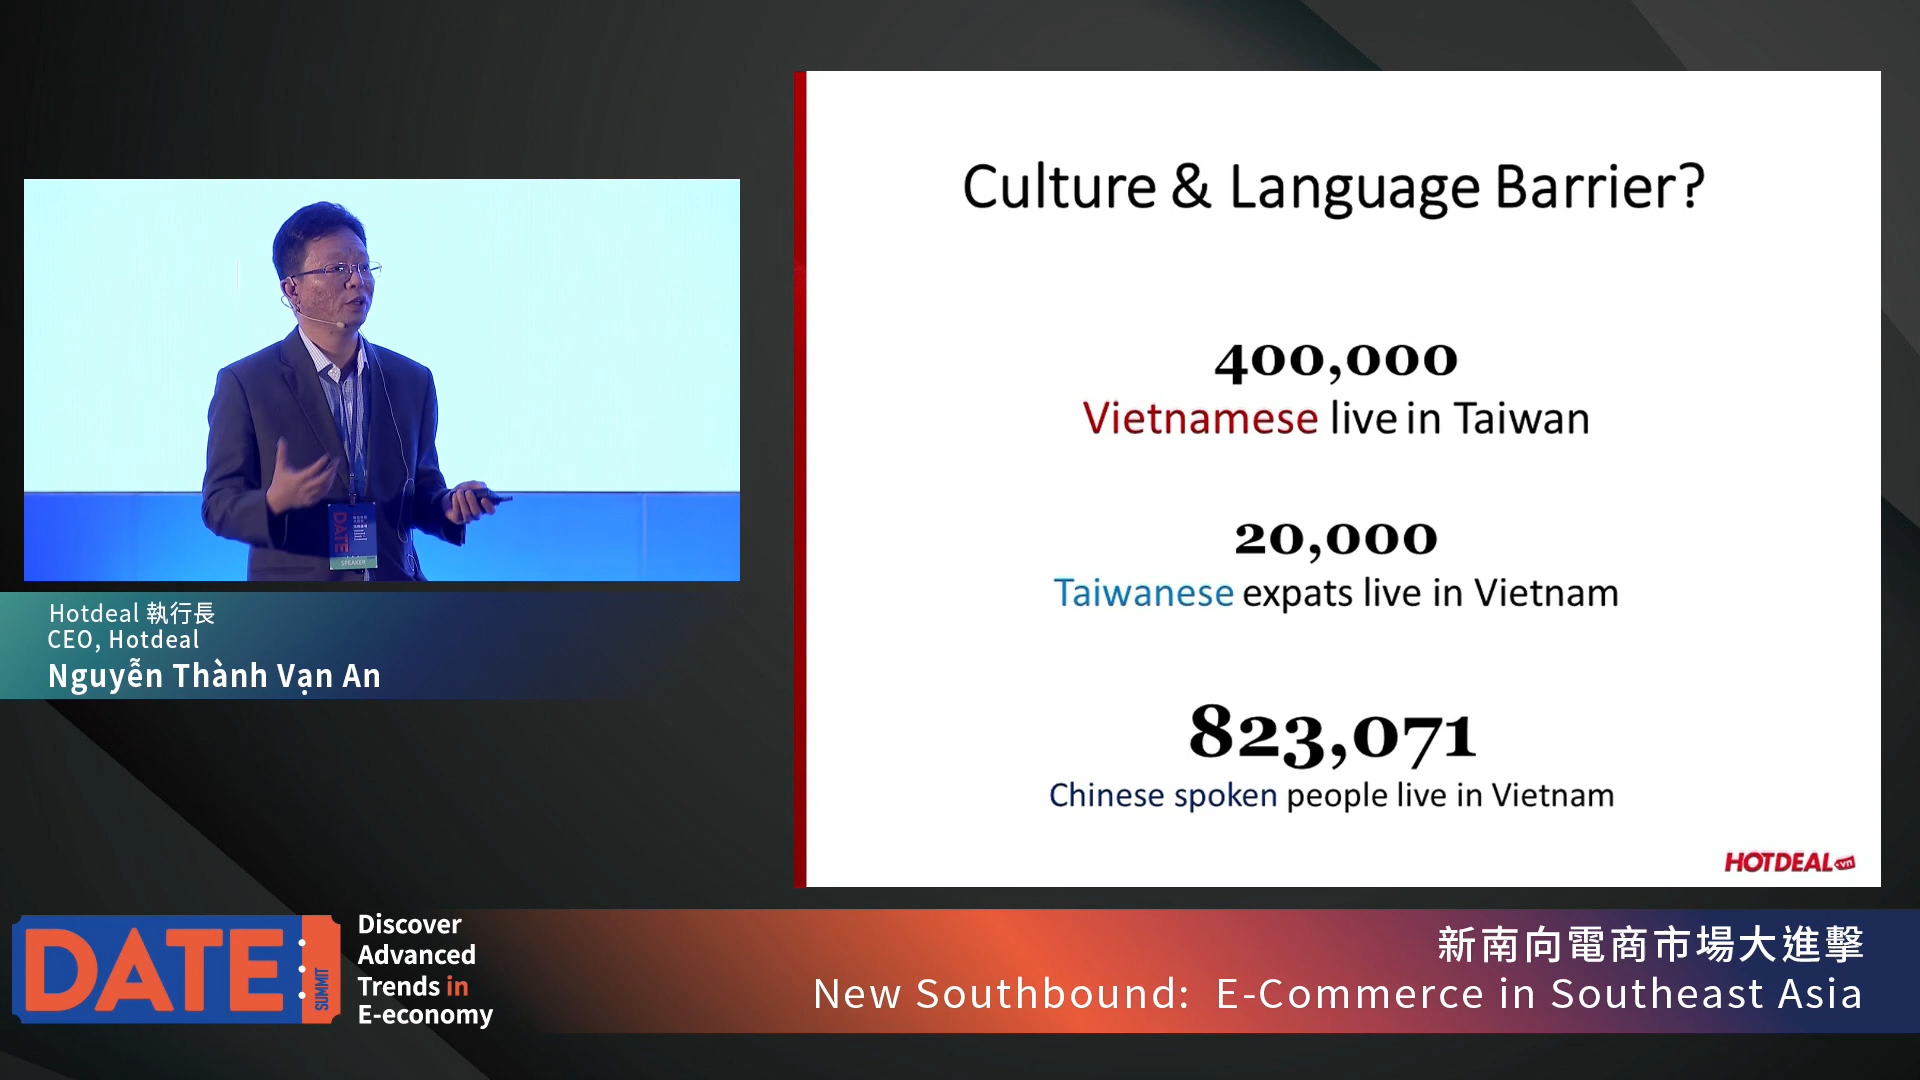 Culture & Language Barrier?
400,000
Vietnamese live in Taiwan
20,000
Taiwanese expats live in Vietnam
823,071
Chinese spoken people live in Vietnam
HOTDEAL.vn
DATE
SPEAKER
Hotdeal 執行長
CEO, Hotdeal
Nguyễn Thành Vạn An
DATE SUMMIT
Discover
Advanced
Trends in
E-economy
新南向電商市場大進擊
New Southbound: E-Commerce in Southeast Asia